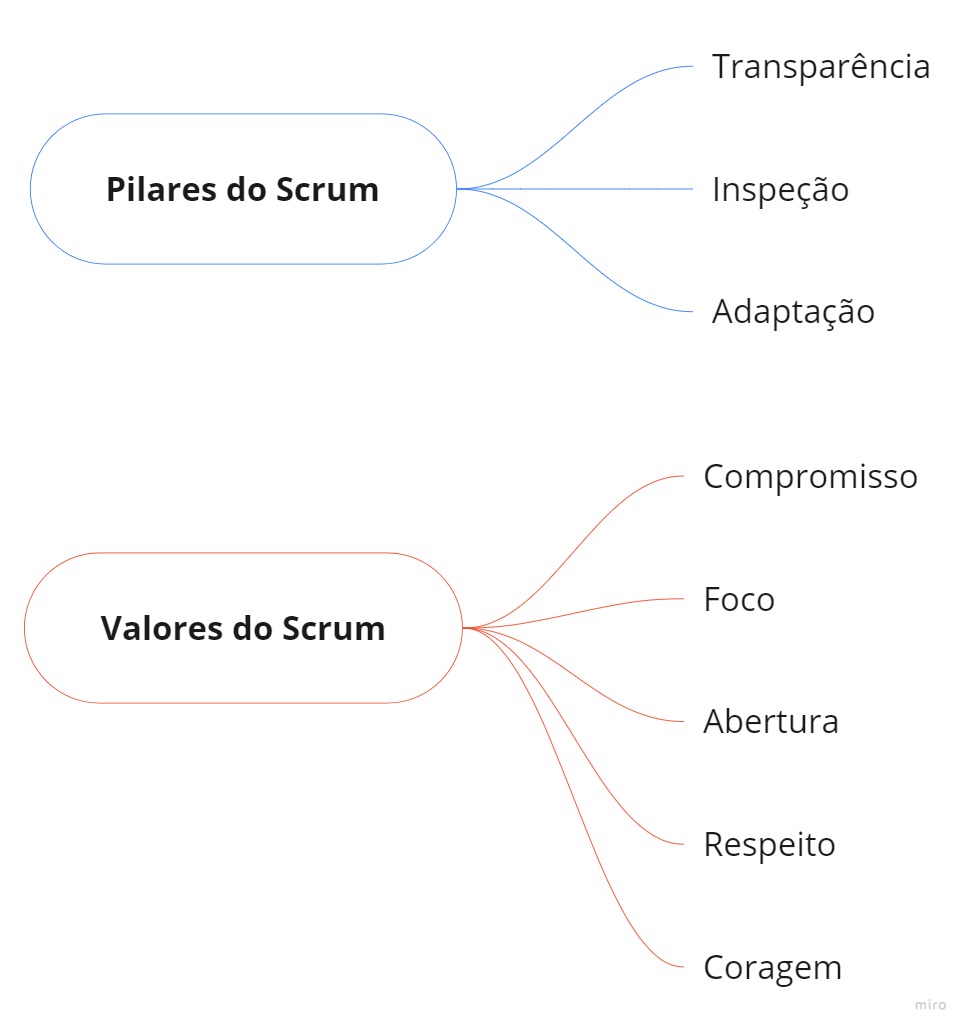 Pilares do Scrum
Transparência
Inspeção
Adaptação
Valores do Scrum
Compromisso
Foco
Abertura
Respeito
Coragem
miro